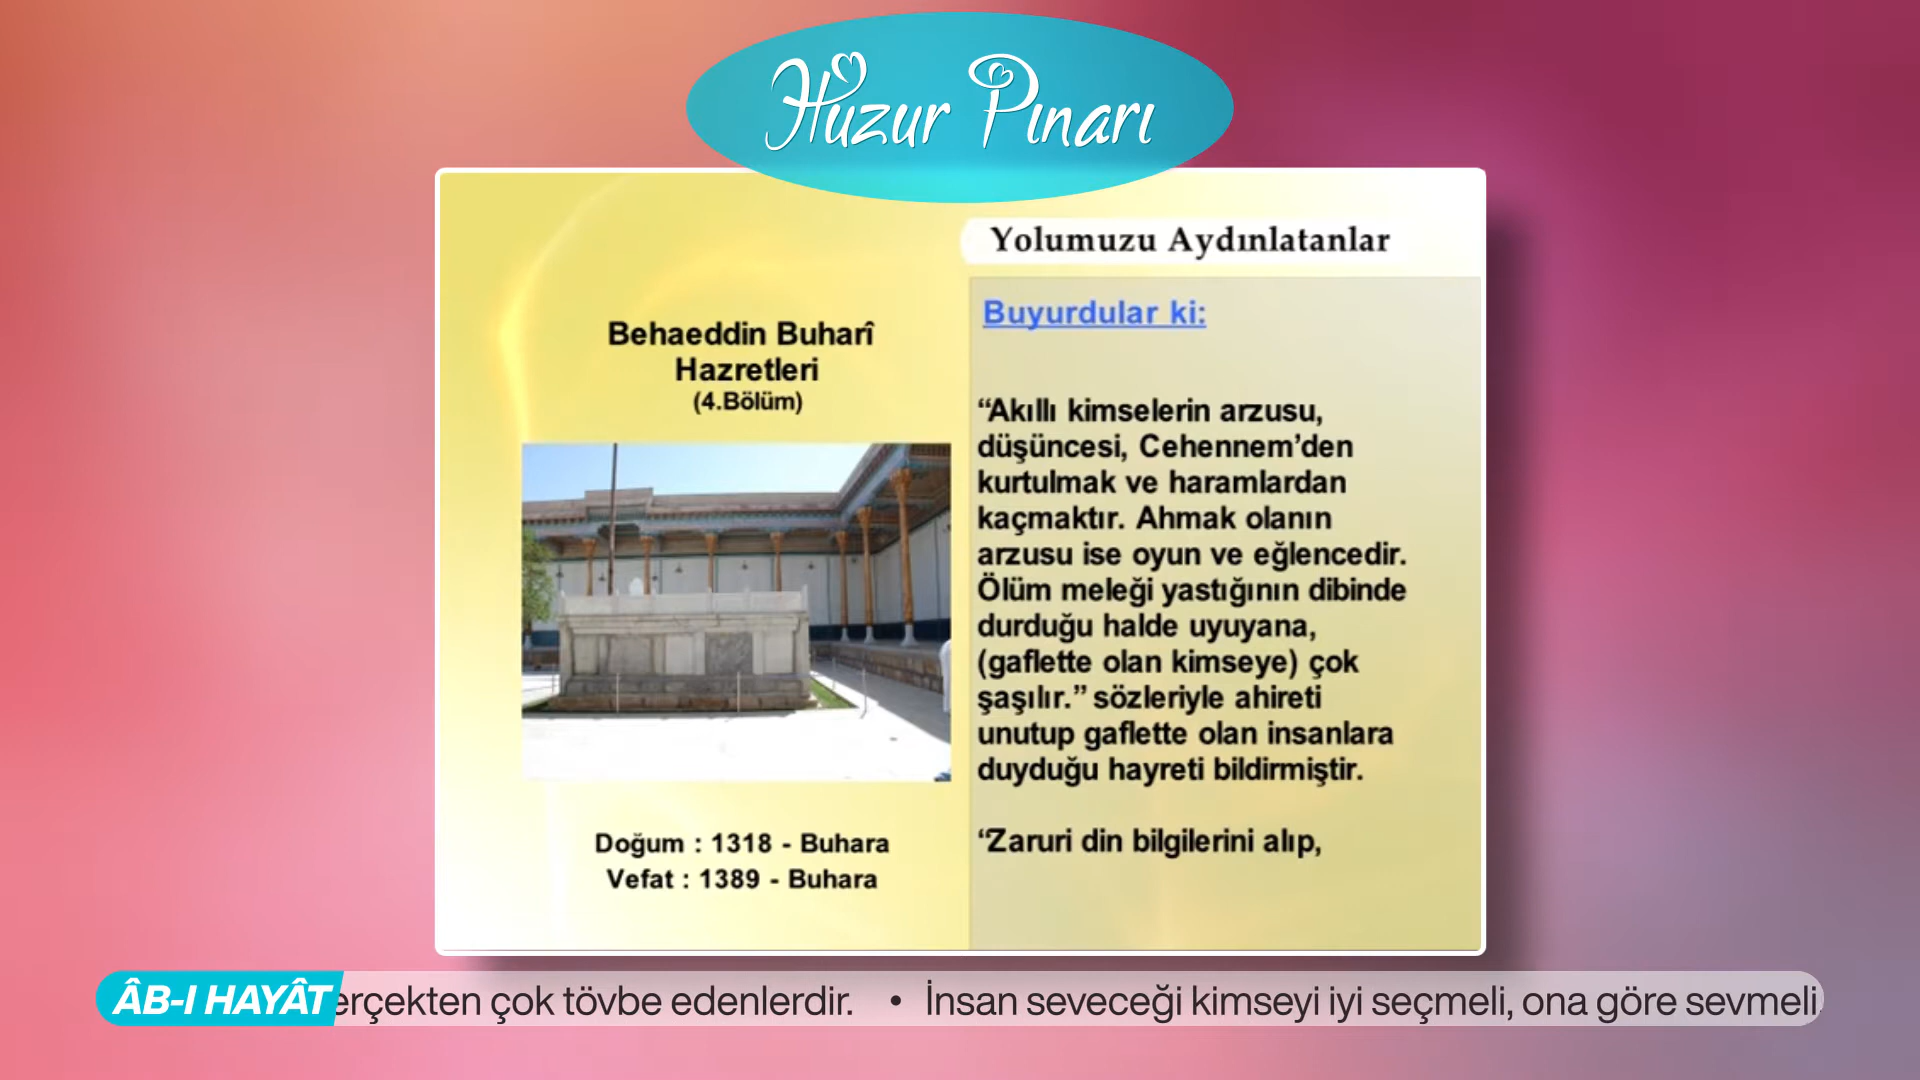 Huzur Pınarı
Yolumuzu Aydınlatanlar
Behaeddin Buharî
Hazretleri
(4.Bölüm)
Doğum : 1318 - Buhara
Vefat : 1389 - Buhara
Buyurdular ki:
“Akıllı kimselerin arzusu,
düşüncesi, Cehennem’den
kurtulmak ve haramlardan
kaçmaktır. Ahmak olanın
arzusu ise oyun ve eğlencedir.
Ölüm meleği yastığının dibinde
durduğu halde uyuyana,
(gaflette olan kimseye) çok
şaşılır.” sözleriyle ahireti
unutup gaflette olan insanlara
duyduğu hayreti bildirmiştir.
“Zaruri din bilgilerini alıp,
ÂB-I HAYÂT erçekten çok tövbe edenlerdir. • İnsan seveceği kimseyi iyi seçmeli, ona göre sevmeli.